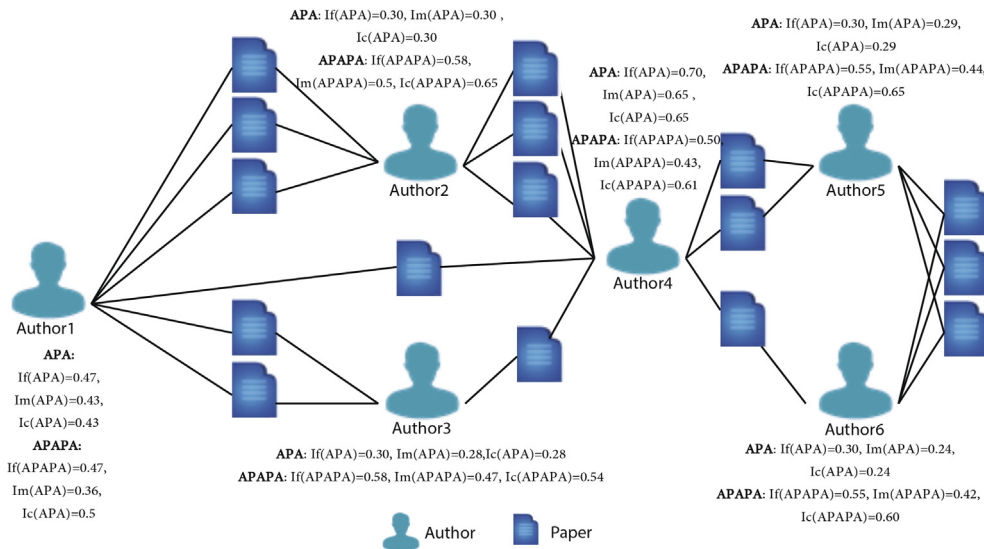 APA: If(APA)=0.30, Im(APA)=0.30 ,
Ic(APA)=0.30
APAPA: If(APAPA)=0.58,
Im(APAPA)=0.5, Ic(APAPA)=0.65
Author2
APA: If(APA)=0.70,
Im(APA)=0.65 ,
Ic(APA)=0.65
APAPA: If(APAPA)=0.50,
Im(APAPA)=0.43,
Ic(APAPA)=0.61
Author4
APA: If(APA)=0.30, Im(APA)=0.29,
Ic(APA)=0.29
APAPA: If(APAPA)=0.55, Im(APAPA)=0.44,
Ic(APAPA)=0.65
Author5
Author1
APA:
If(APA)=0.47,
Im(APA)=0.43,
Ic(APA)=0.43
APAPA:
If(APAPA)=0.47,
Im(APA)=0.36,
Ic(APA)=0.5
Author3
APA: If(APA)=0.30, Im(APA)=0.28,Ic(APA)=0.28
APAPA: If(APAPA)=0.58, Im(APAPA)=0.47, Ic(APAPA)=0.54
Author6
APA: If(APA)=0.30, Im(APA)=0.24,
Ic(APA)=0.24
APAPA: If(APAPA)=0.55, Im(APAPA)=0.42,
Ic(APAPA)=0.60
Author
Paper